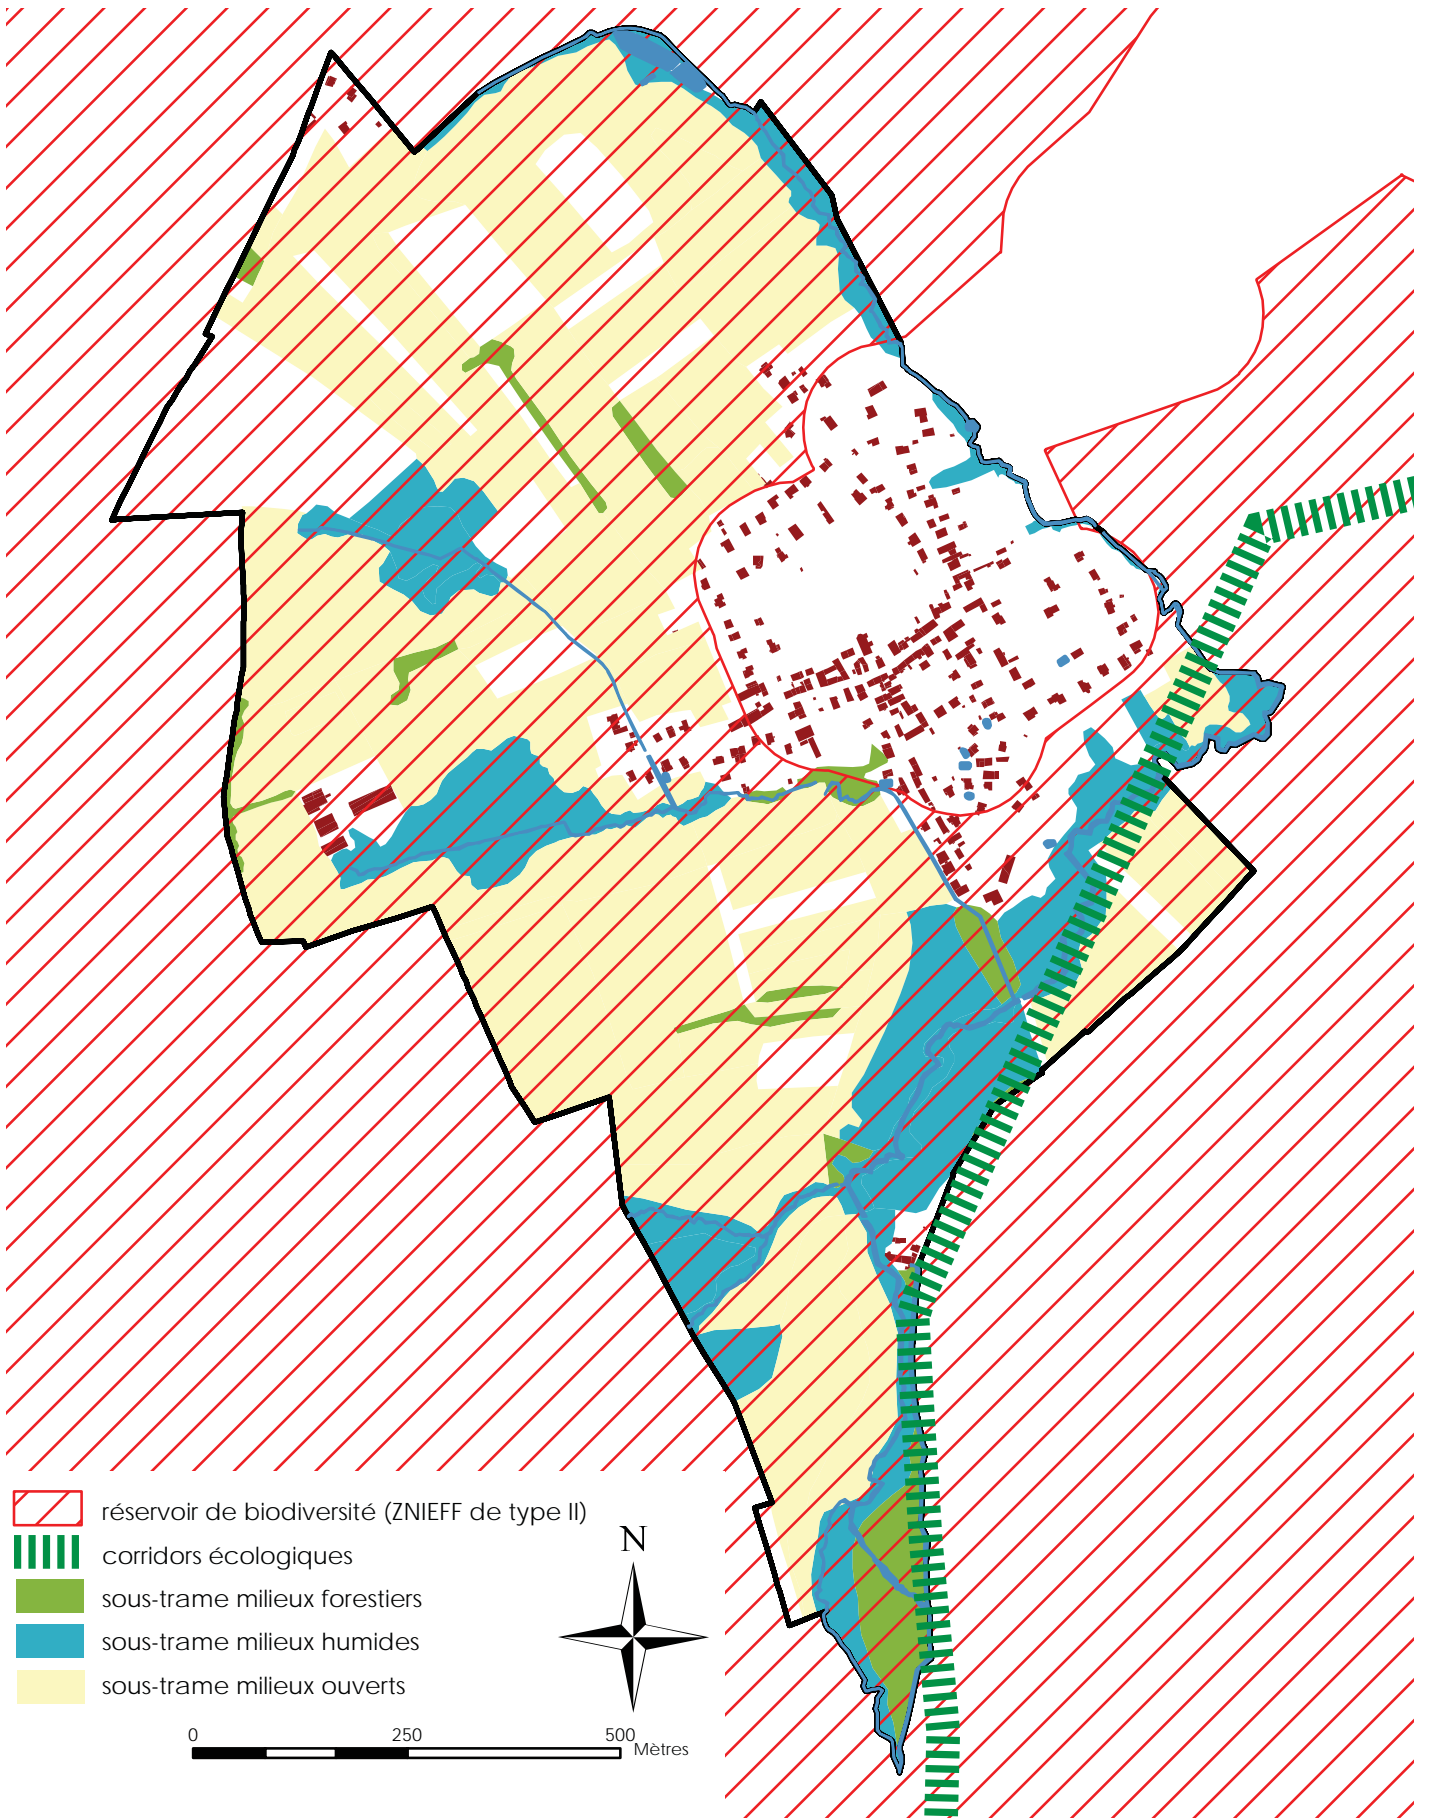 réservoir de biodiversité (ZNIEFF de type II)
corridors écologiques
sous-trame milieux forestiers
sous-trame milieux humides
sous-trame milieux ouverts
N
0 250 500
Mètres